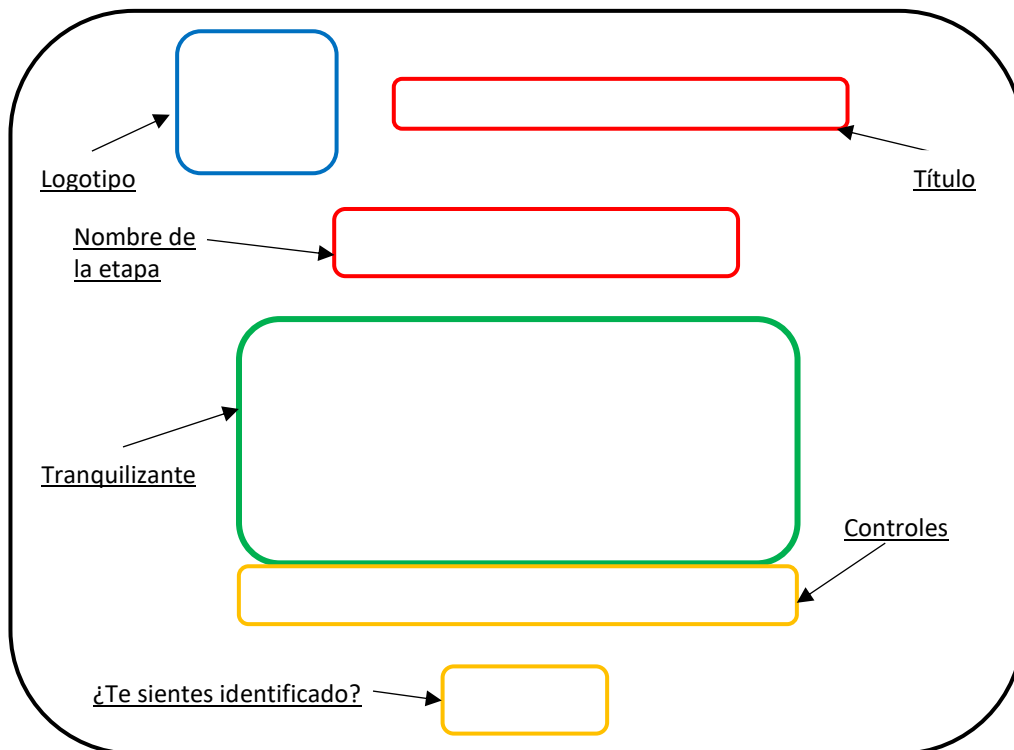 Logotipo
Título
Nombre de
la etapa
Tranquilizante
Controles
¿Te sientes identificado?